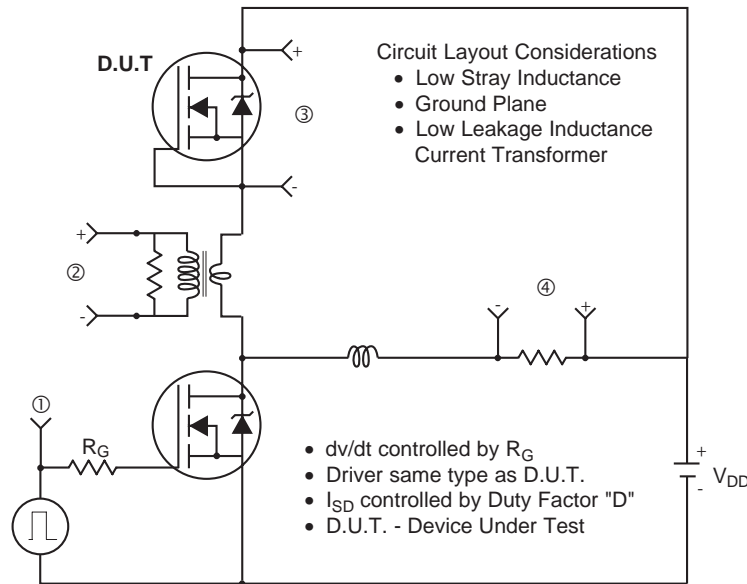 D.U.T
+
③
-
Circuit Layout Considerations
• Low Stray Inductance
• Ground Plane
• Low Leakage Inductance
Current Transformer
+
②
-
④
-
+
①
R_G
• dv/dt controlled by R_G
• Driver same type as D.U.T.
• I_SD controlled by Duty Factor "D"
• D.U.T. - Device Under Test
+
-
V_DD